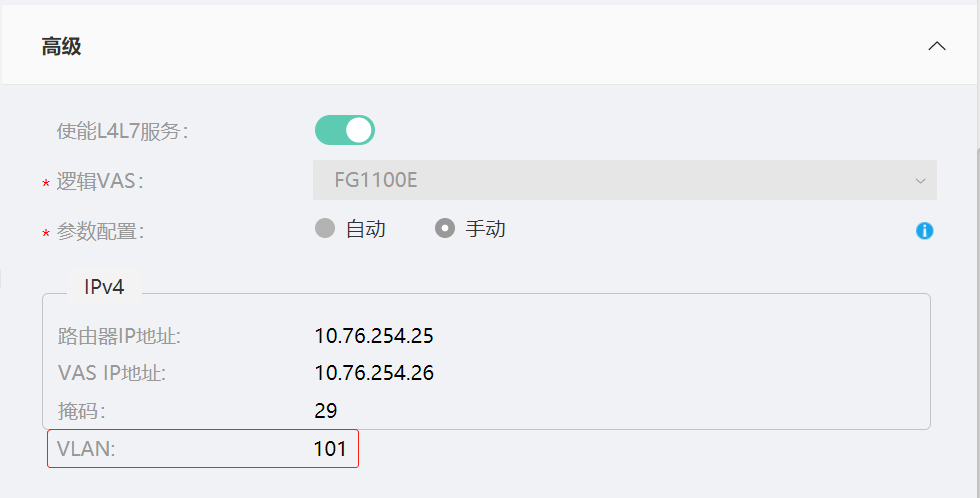 高级
使能L4L7服务:
* 逻辑VAS: FG1100E
* 参数配置: 自动 手动
IPv4
路由器IP地址: 10.76.254.25
VAS IP地址: 10.76.254.26
掩码: 29
VLAN: 101